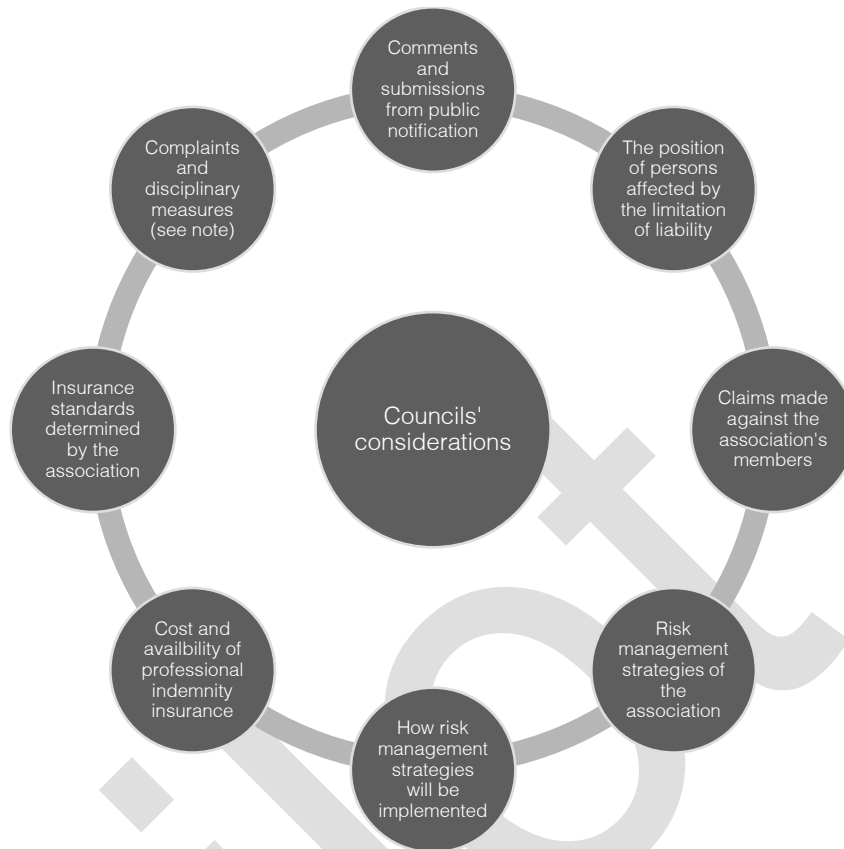 Comments
and
submissions
from public
notification
The position
of persons
affected by
the limitation
of liability
Claims made
against the
association's
members
Risk
management
strategies of
the
association
How risk
management
strategies
will be
implemented
Cost and
availbility of
professional
indemnity
insurance
Insurance
standards
determined
by the
association
Complaints
and
disciplinary
measures
(see note)
Councils'
considerations